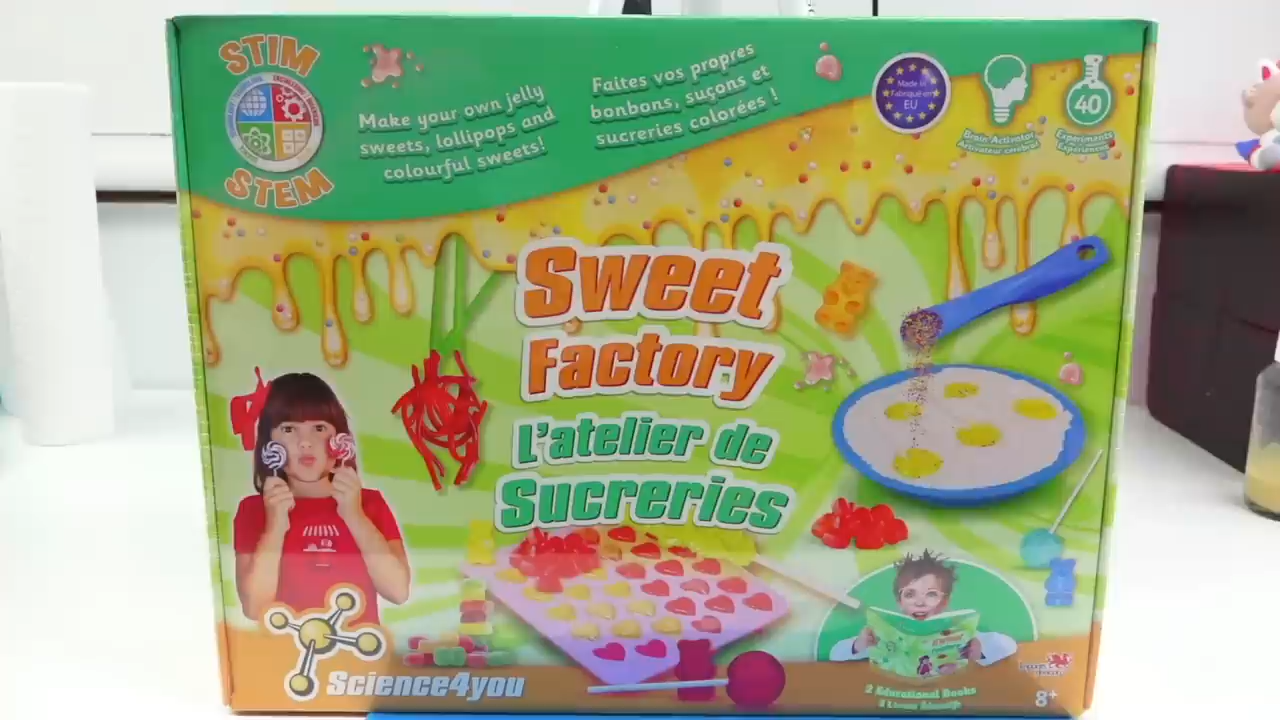 STIM
STEM
Make your own jelly
sweets, lollipops and
colourful sweets!
Faites vos propres
bonbons, suçons et
sucreries colorées !
Made in
Fabriqué en
EU
Brain Activator
Activateur cérébral
40
Experiments
Expériences
Sweet
Factory
L'atelier de
Sucreries
Science4you
2 Educational Books
8+